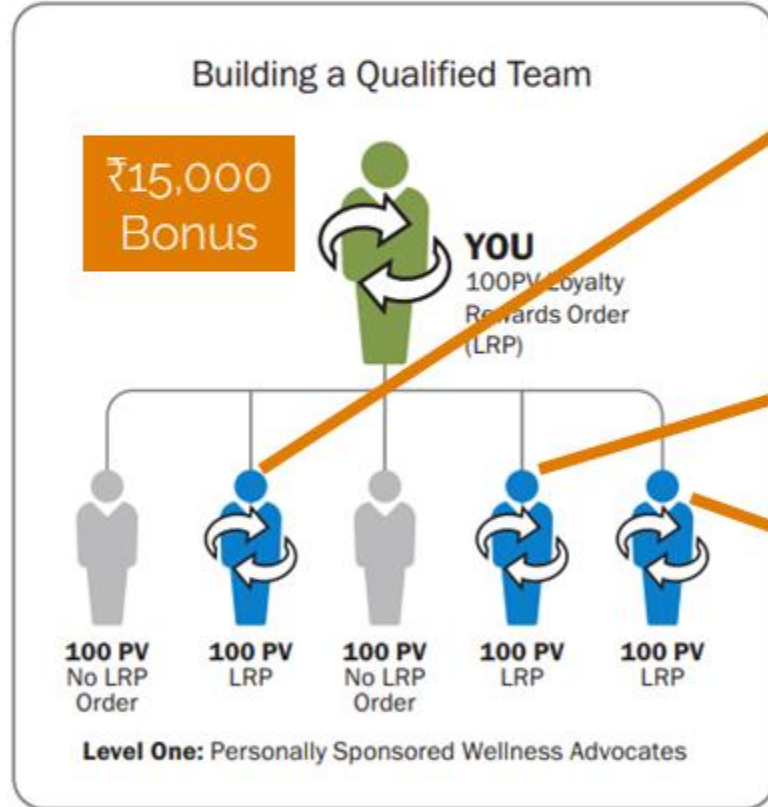 Building a Qualified Team
₹15,000
Bonus
YOU
100PV Loyalty
Rewards Order
(LRP)
100 PV
No LRP
Order
100 PV
LRP
100 PV
No LRP
Order
100 PV
LRP
100 PV
LRP
Level One: Personally Sponsored Wellness Advocates